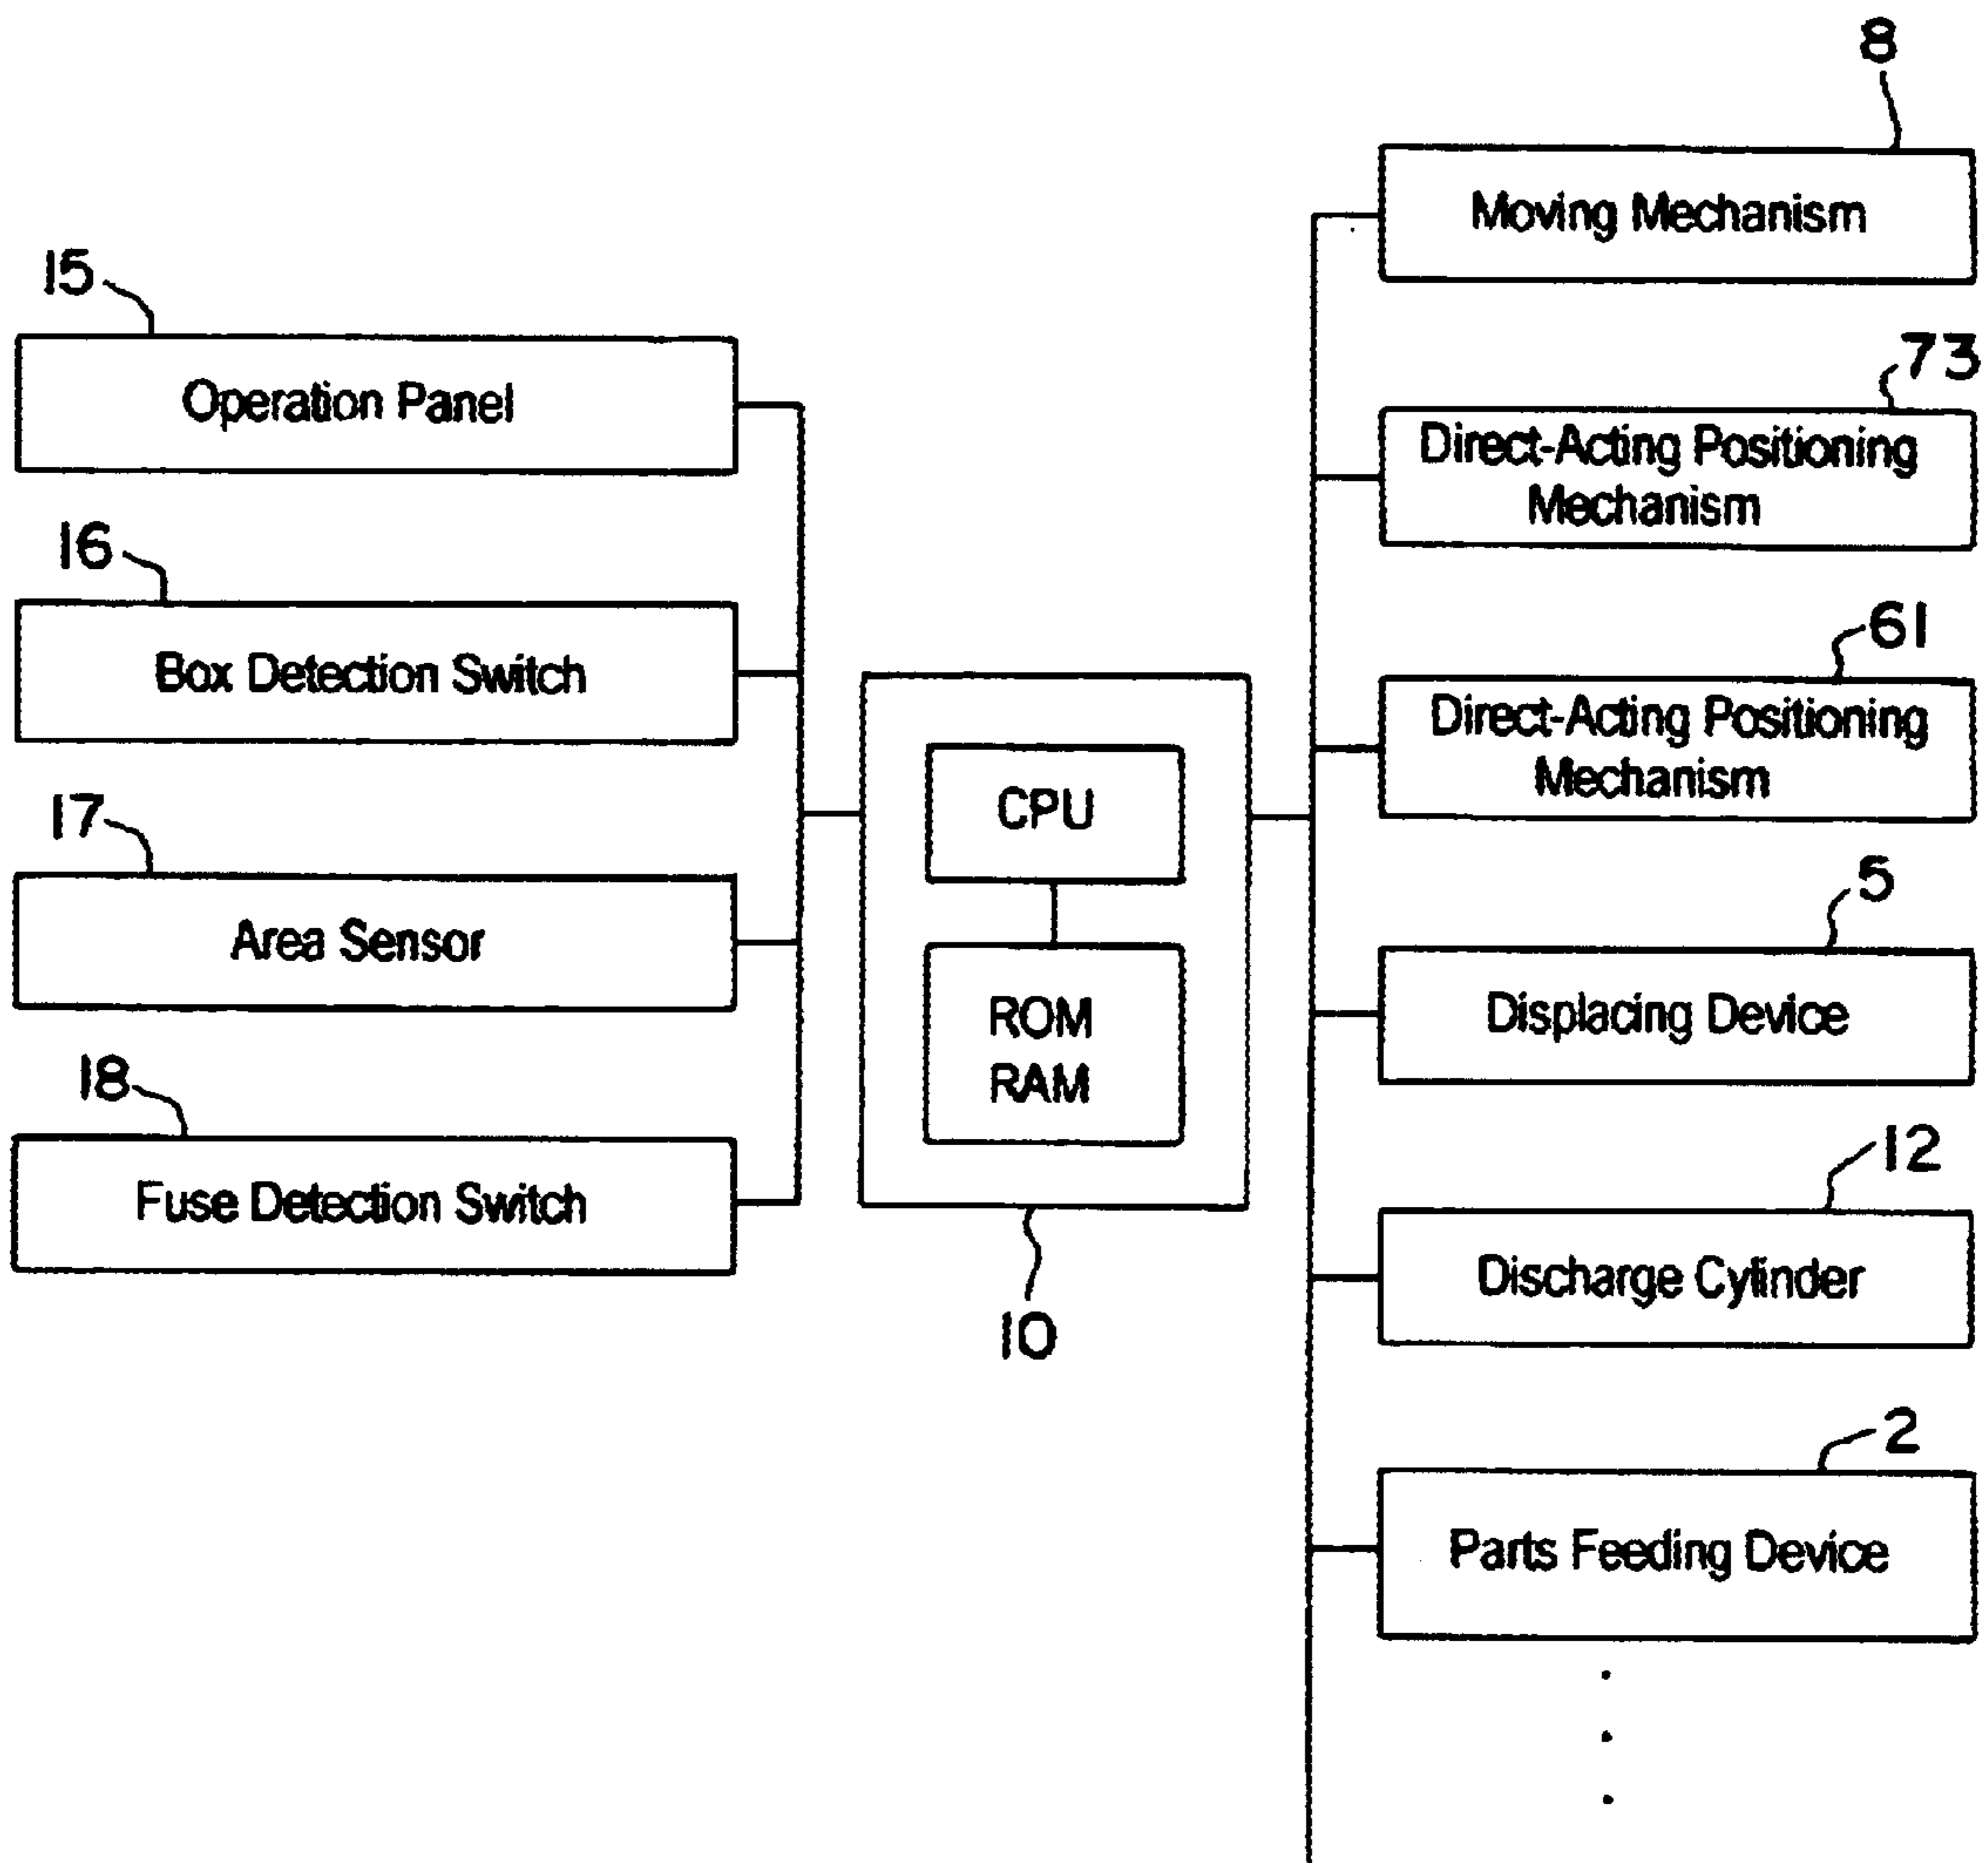 15
Operation Panel
16
Box Detection Switch
17
Area Sensor
18
Fuse Detection Switch
CPU
ROM
RAM
10
8
Moving Mechanism
73
Direct-Acting Positioning
Mechanism
61
Direct-Acting Positioning
Mechanism
5
Displacing Device
12
Discharge Cylinder
2
Parts Feeding Device